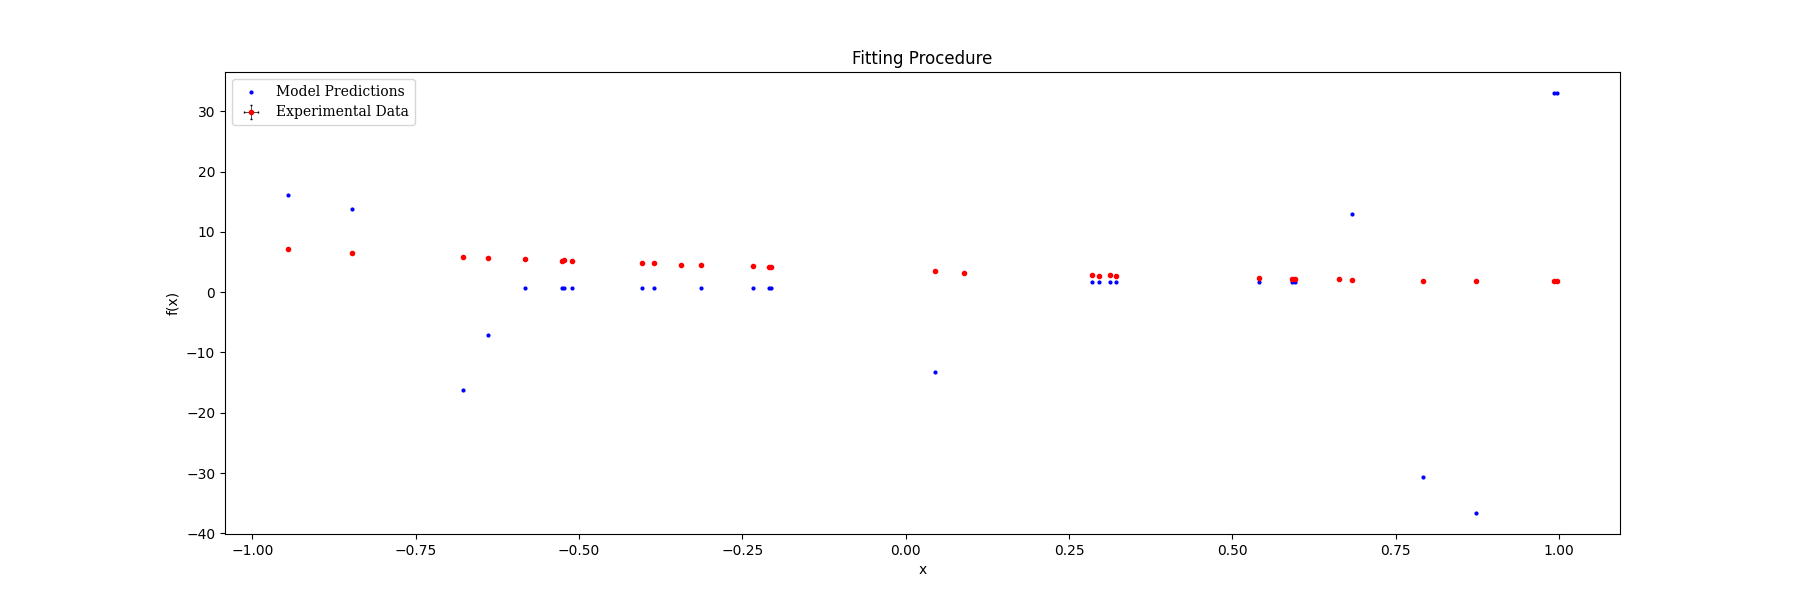 Fitting Procedure
Model Predictions
Experimental Data
30
20
10
0
−10
−20
−30
−40
f(x)
−1.00 −0.75 −0.50 −0.25 0.00 0.25 0.50 0.75 1.00
x